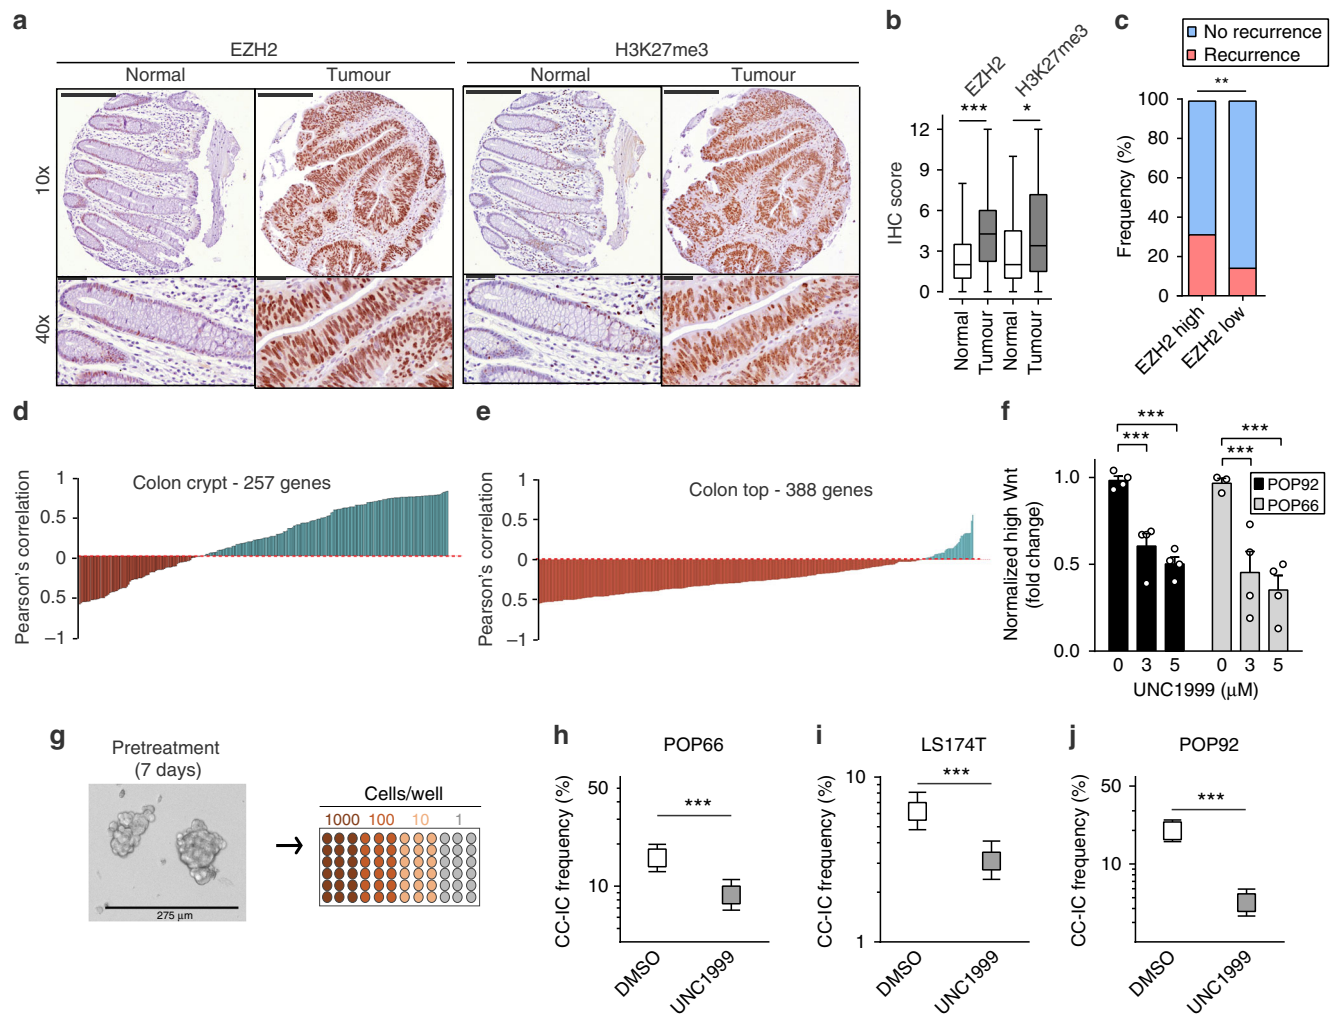 a
EZH2
H3K27me3
Normal
Tumour
Normal
Tumour
10x
40x
b
EZH2
H3K27me3
***
*
IHC score
12
9
6
3
0
Normal
Tumour
Normal
Tumour
c
No recurrence
Recurrence
**
Frequency (%)
100
80
60
40
20
0
EZH2 high
EZH2 low
d
Colon crypt - 257 genes
Pearson's correlation
1
0.5
0
0.5
–1
e
Colon top - 388 genes
Pearson's correlation
1
0.5
0
0.5
–1
f
***
***
***
***
POP92
POP66
Normalized high Wnt
(fold change)
1.0
0.5
0.0
0 3 5 0 3 5
UNC1999 (µM)
g
Pretreatment
(7 days)
275 µm
Cells/well
1000 100 10 1
h
POP66
***
CC-IC frequency (%)
50
10
DMSO
UNC1999
i
LS174T
***
CC-IC frequency (%)
10
1
DMSO
UNC1999
j
POP92
***
CC-IC frequency (%)
50
10
DMSO
UNC1999